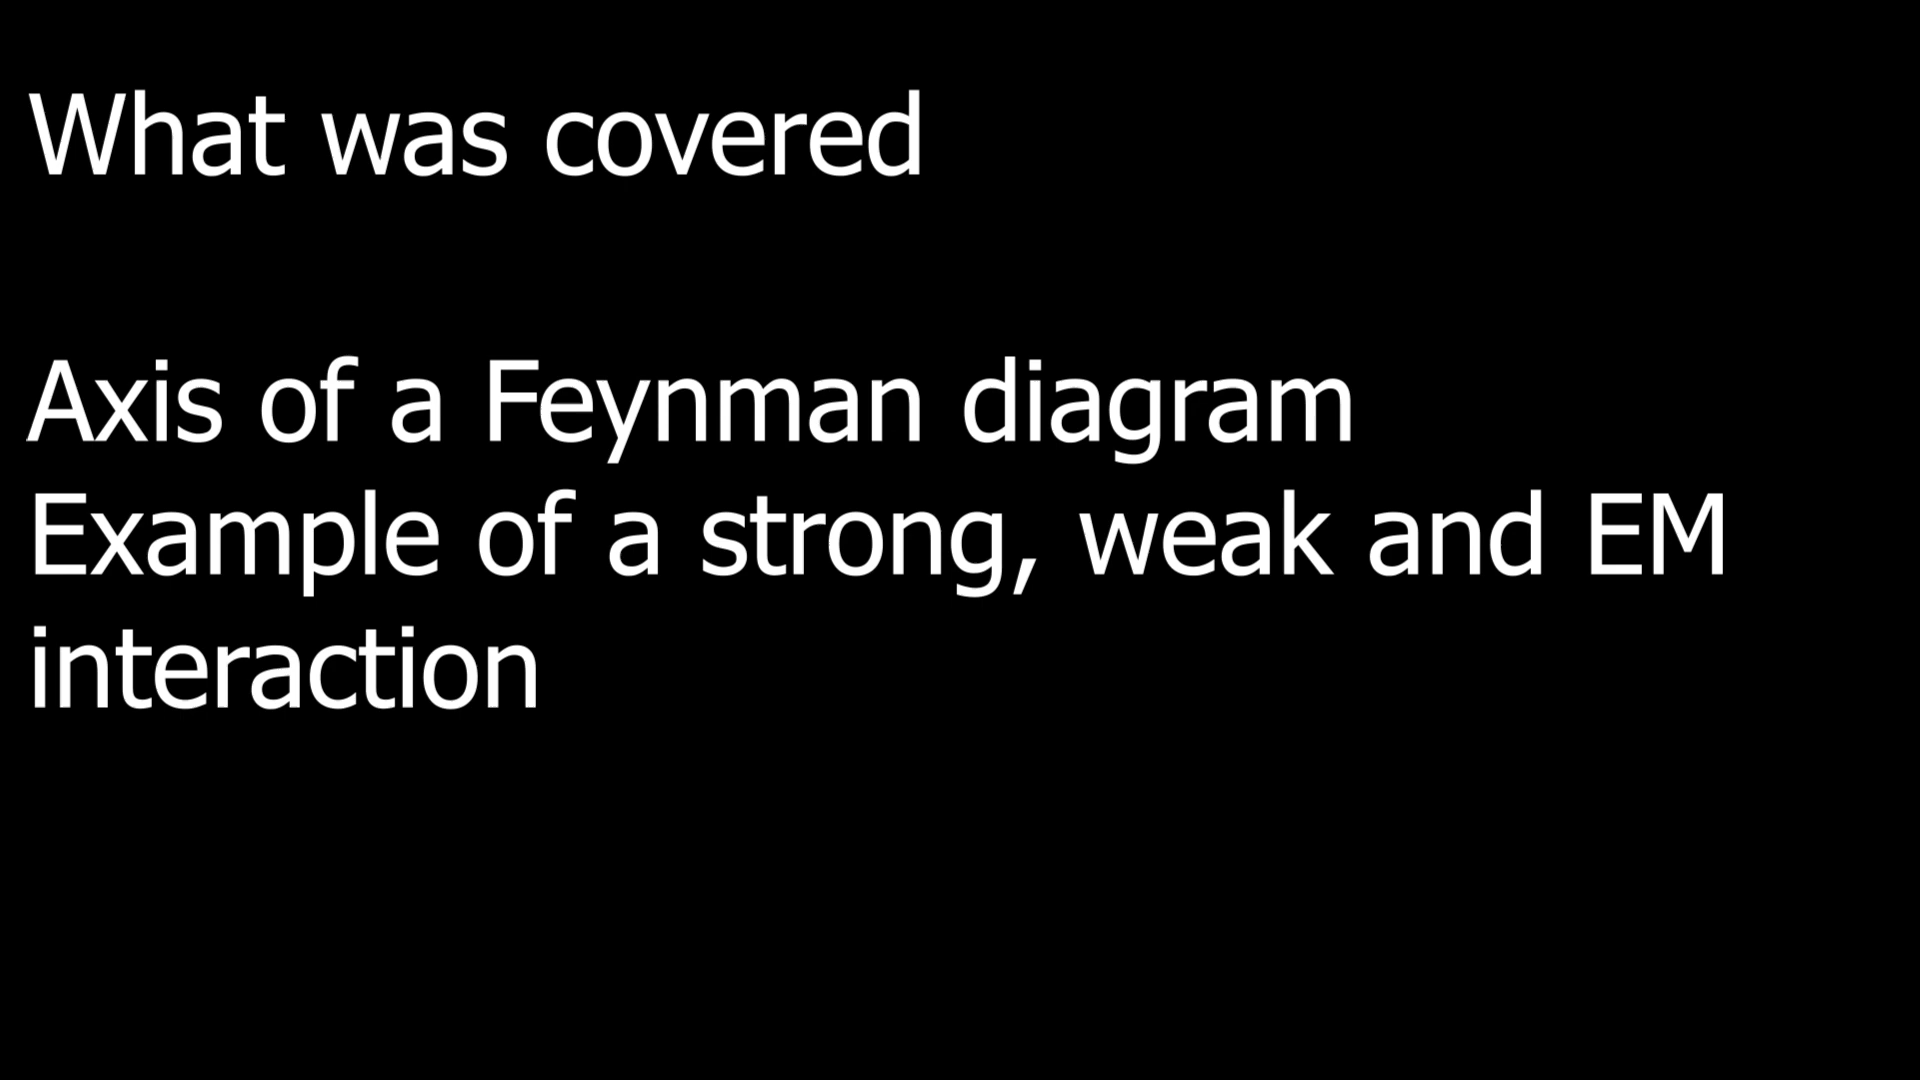 What was covered
Axis of a Feynman diagram
Example of a strong, weak and EM
interaction